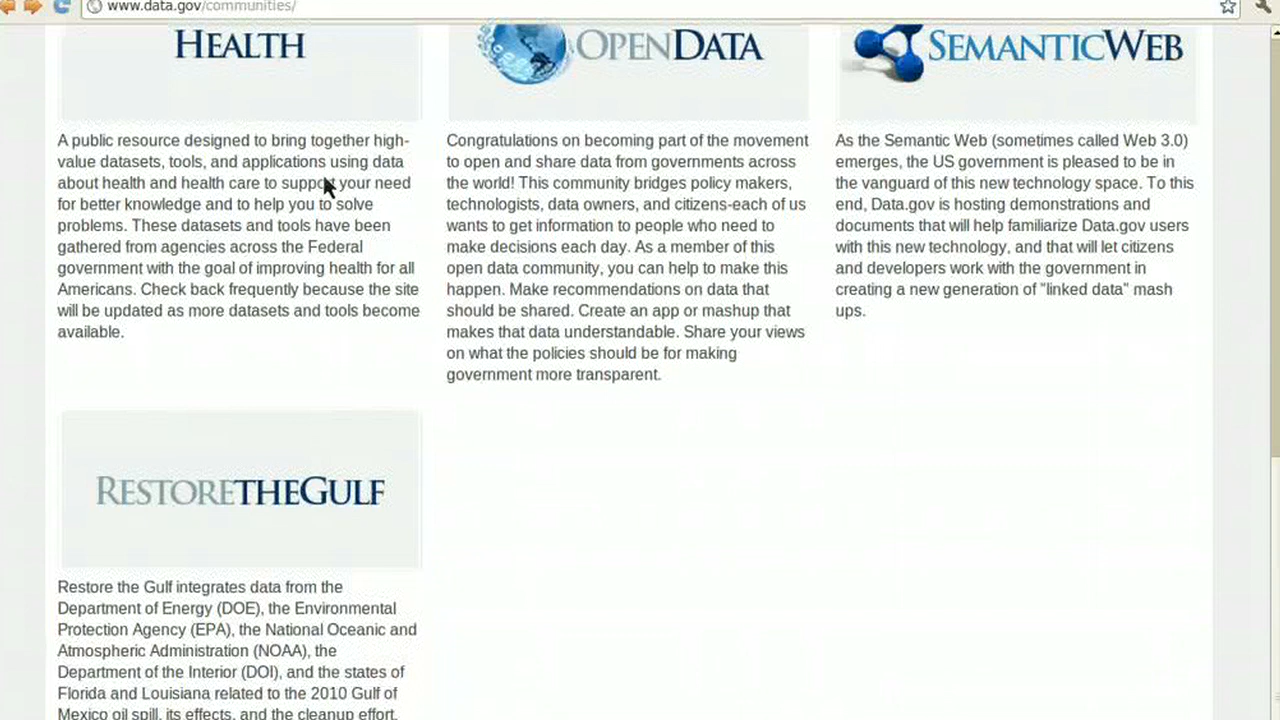 www.data.gov/communities/
HEALTH
OPENDATA
SEMANTICWEB
A public resource designed to bring together high-
value datasets, tools, and applications using data
about health and health care to support your need
for better knowledge and to help you to solve
problems. These datasets and tools have been
gathered from agencies across the Federal
government with the goal of improving health for all
Americans. Check back frequently because the site
will be updated as more datasets and tools become
available.
Congratulations on becoming part of the movement
to open and share data from governments across
the world! This community bridges policy makers,
technologists, data owners, and citizens-each of us
wants to get information to people who need to
make decisions each day. As a member of this
open data community, you can help to make this
happen. Make recommendations on data that
should be shared. Create an app or mashup that
makes that data understandable. Share your views
on what the policies should be for making
government more transparent.
As the Semantic Web (sometimes called Web 3.0)
emerges, the US government is pleased to be in
the vanguard of this new technology space. To this
end, Data.gov is hosting demonstrations and
documents that will help familiarize Data.gov users
with this new technology, and that will let citizens
and developers work with the government in
creating a new generation of "linked data" mash
ups.
RESTORETHEGULF
Restore the Gulf integrates data from the
Department of Energy (DOE), the Environmental
Protection Agency (EPA), the National Oceanic and
Atmospheric Administration (NOAA), the
Department of the Interior (DOI), and the states of
Florida and Louisiana related to the 2010 Gulf of
Mexico oil spill, its effects, and the cleanup effort.